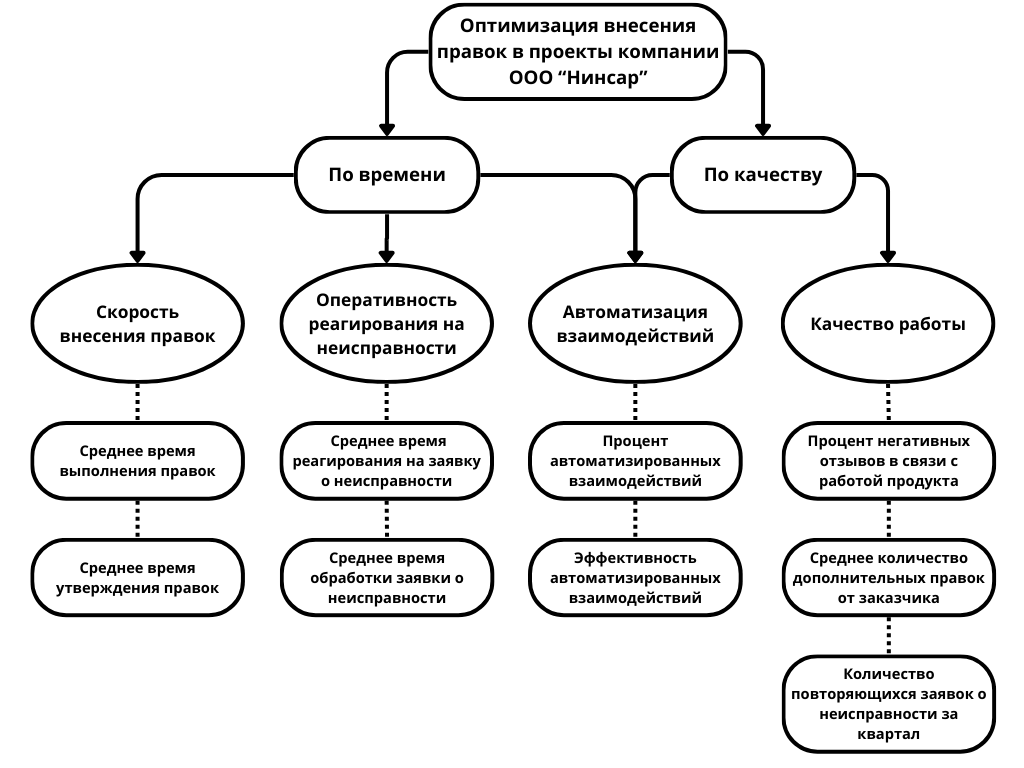 Оптимизация внесения
правок в проекты компании
ООО “Нинсар”
По времени
По качеству
Скорость
внесения правок
Оперативность
реагирования на
неисправности
Автоматизация
взаимодействий
Качество работы
Среднее время
выполнения правок
Среднее время
реагирования на заявку
о неисправности
Процент
автоматизированных
взаимодействий
Процент негативных
отзывов в связи с
работой продукта
Среднее время
утверждения правок
Среднее время
обработки заявки о
неисправности
Эффективность
автоматизированных
взаимодействий
Среднее количество
дополнительных правок
от заказчика
Количество
повторяющихся заявок о
неисправности за
квартал